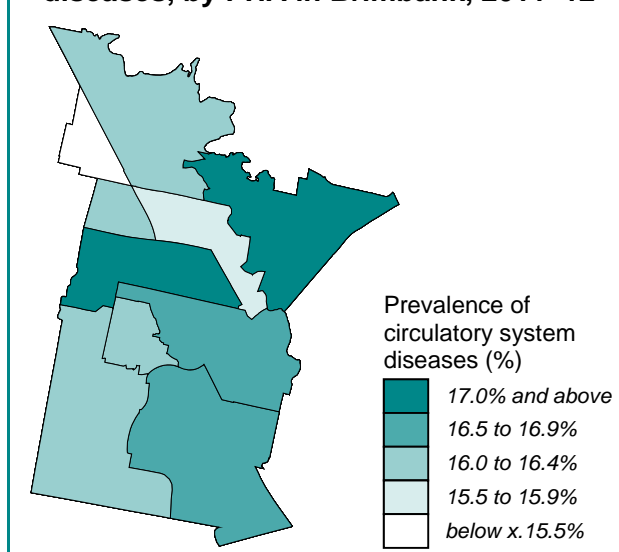 diseases, by PHA in Brimbank, 2011–12
Prevalence of
circulatory system
diseases (%)
17.0% and above
16.5 to 16.9%
16.0 to 16.4%
15.5 to 15.9%
below x.15.5%